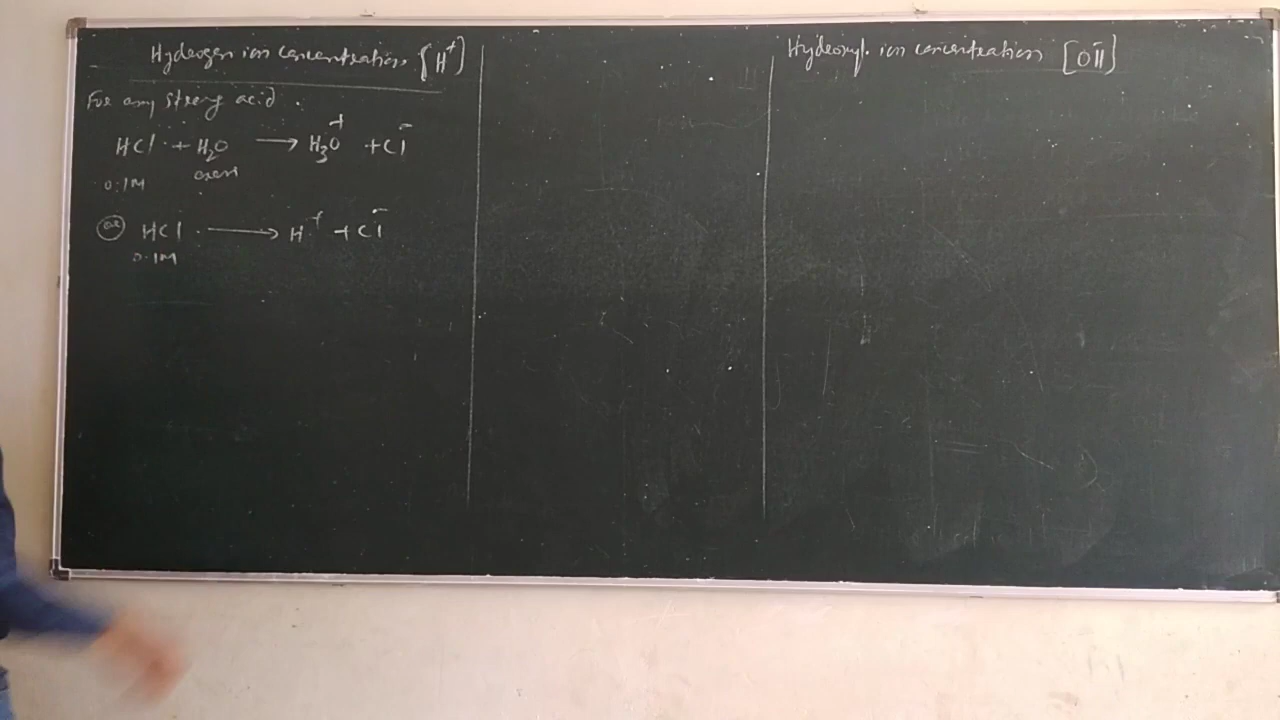 Hydrogen ion concentration [H⁺]
For any strong acid.
HCl + H₂O ⟶ H₃O⁺ + Cl⁻
0.1M
(or) HCl ⟶ H⁺ + Cl⁻
0.1M
Hydroxyl ion concentration [OH⁻]